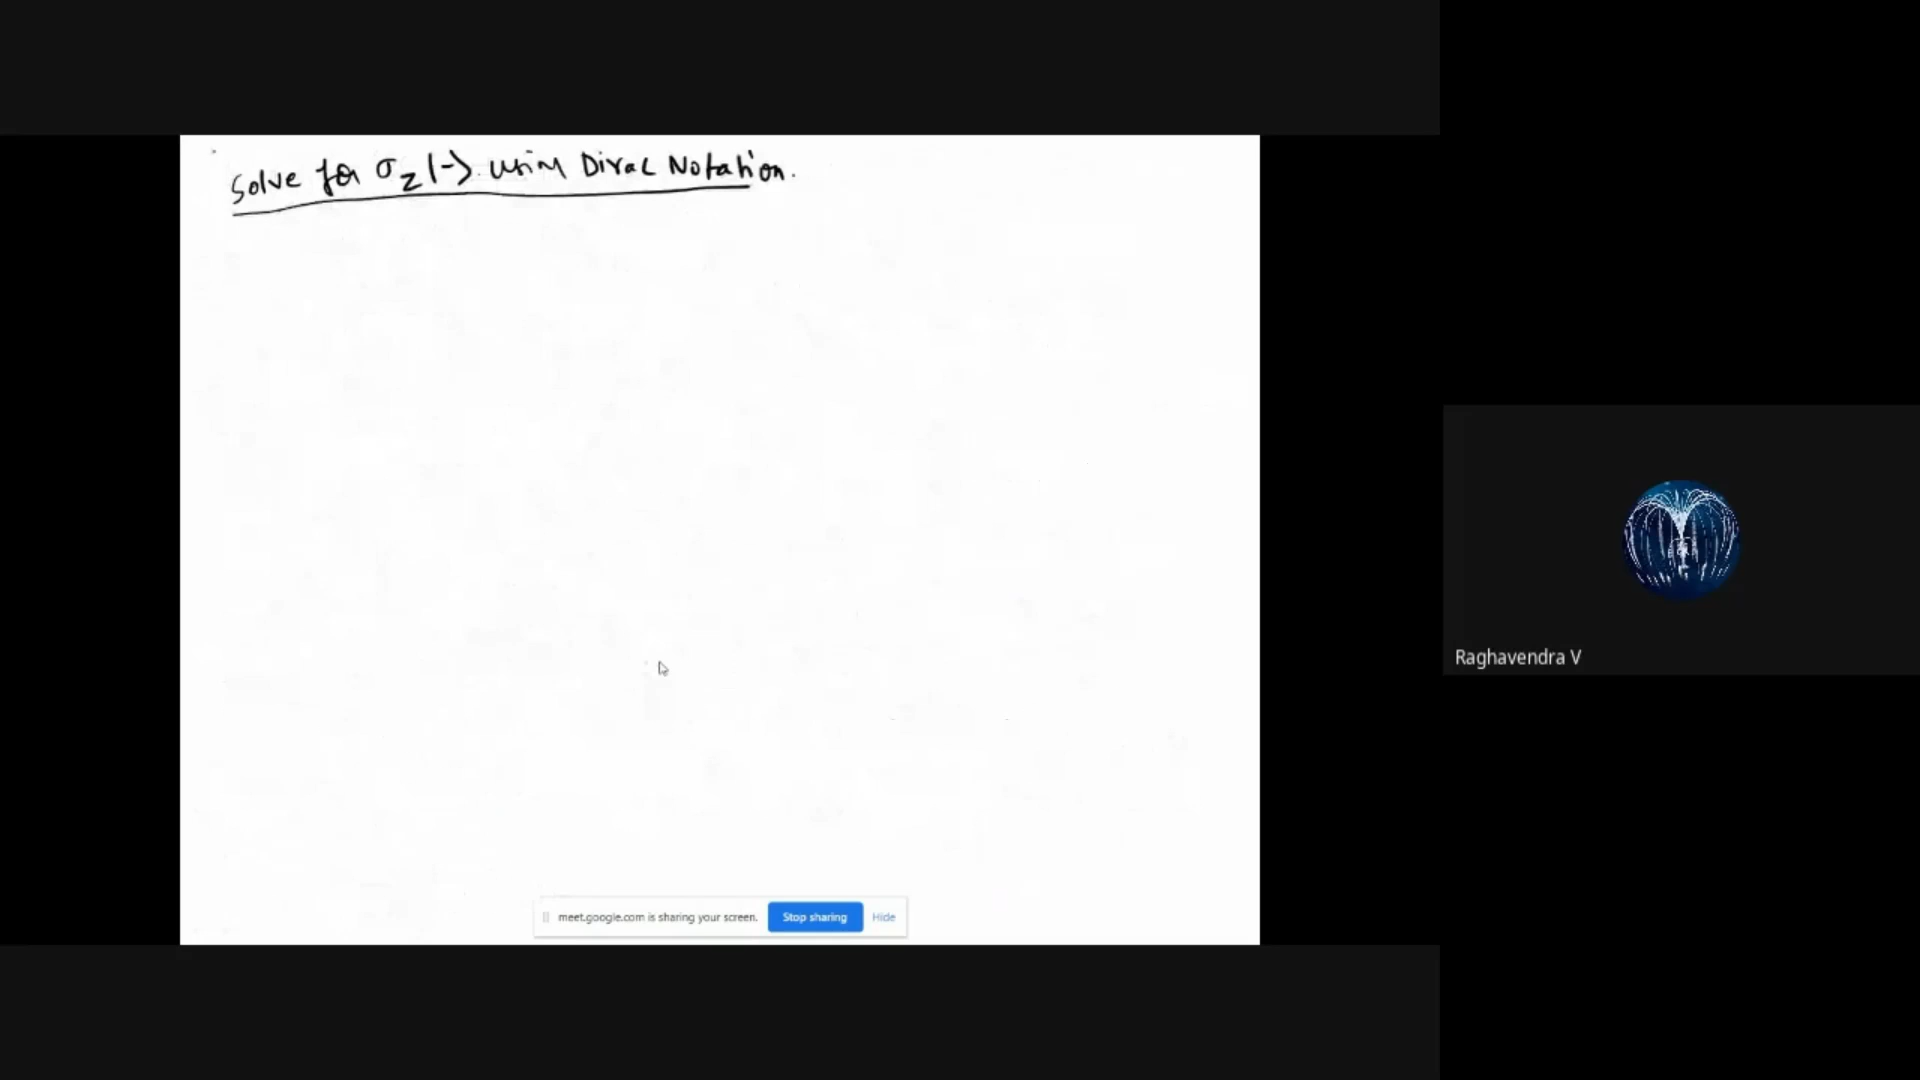 Solve for σz|-> using Dirac Notation.
Raghavendra V
meet.google.com is sharing your screen. Stop sharing Hide